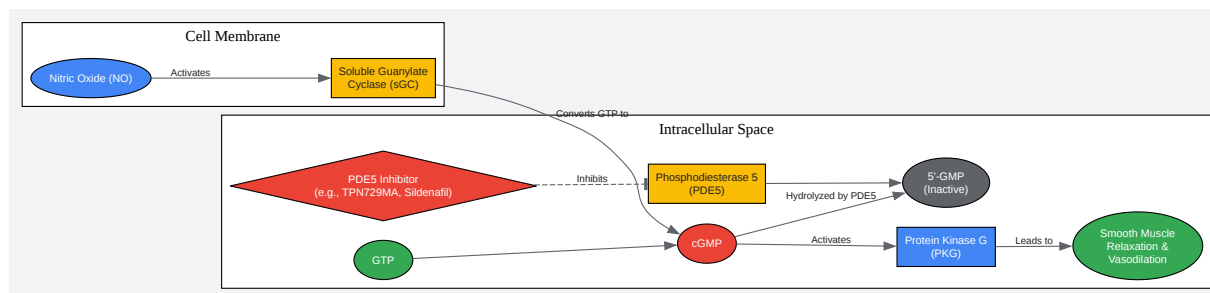 Cell Membrane
Nitric Oxide (NO)
Activates
Soluble Guanylate
Cyclase (sGC)
Converts GTP to
Intracellular Space
PDE5 Inhibitor
(e.g., TPN729MA, Sildenafil)
Inhibits
Phosphodiesterase 5
(PDE5)
5'-GMP
(Inactive)
Hydrolyzed by PDE5
GTP
cGMP
Activates
Protein Kinase G
(PKG)
Leads to
Smooth Muscle
Relaxation &
Vasodilation